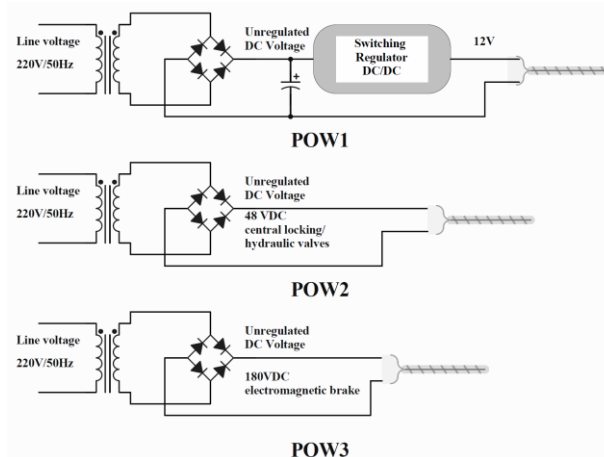 Line voltage
220V/50Hz
Unregulated
DC Voltage
Switching
Regulator
DC/DC
12V
+
POW1
Line voltage
220V/50Hz
Unregulated
DC Voltage
48 VDC
central locking/
hydraulic valves
POW2
Line voltage
220V/50Hz
Unregulated
DC Voltage
180VDC
electromagnetic brake
POW3